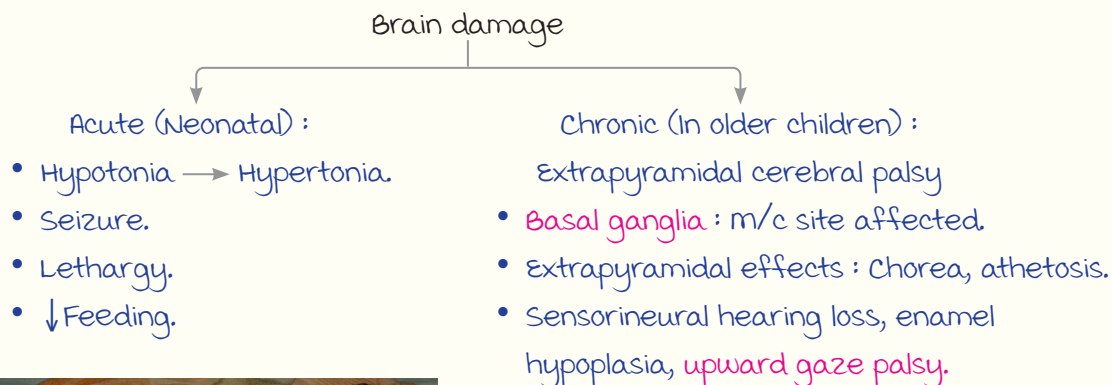 Brain damage
Acute (Neonatal) :
• Hypotonia → Hypertonia.
• Seizure.
• Lethargy.
• ↓Feeding.
Chronic (In older children) :
Extrapyramidal cerebral palsy
• Basal ganglia : m/c site affected.
• Extrapyramidal effects : Chorea, athetosis.
• Sensorineural hearing loss, enamel
hypoplasia, upward gaze palsy.